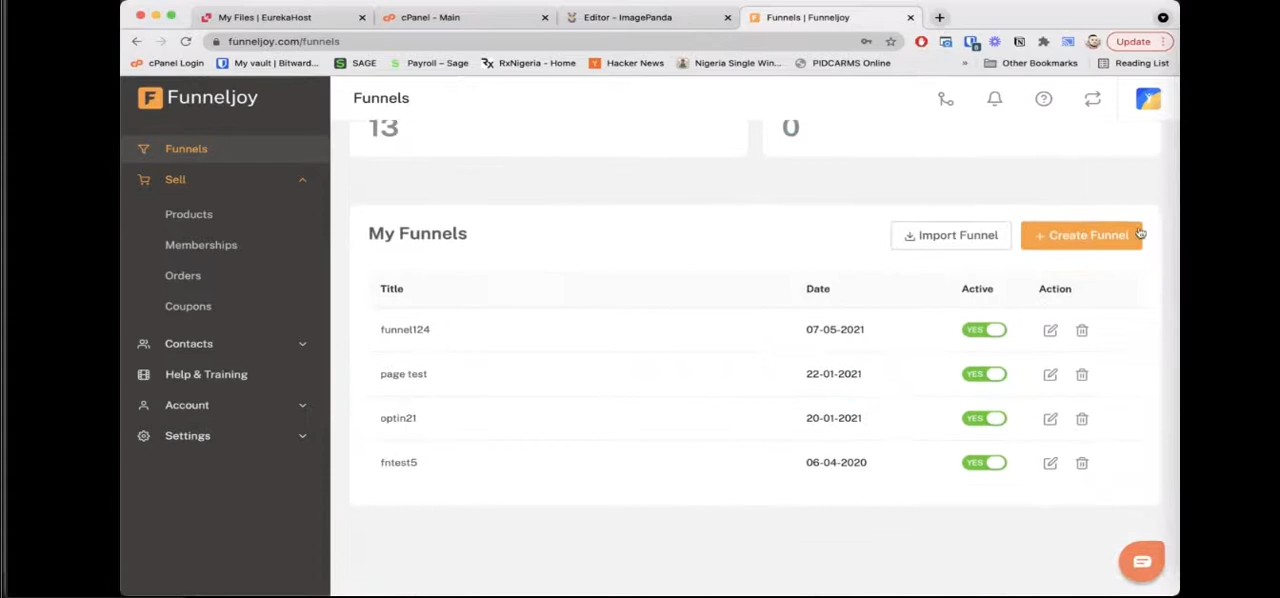 My Files | EurekaHost
cPanel - Main
Editor - ImagePanda
Funnels | Funneljoy
funneljoy.com/funnels
Update
cPanel Login
My vault | Bitward...
SAGE
Payroll – Sage
RxNigeria - Home
Hacker News
Nigeria Single Win...
PIDCARMS Online
»
Other Bookmarks
Reading List
F Funneljoy
Funnels
Funnels
13
0
Sell
Products
Memberships
Orders
Coupons
Contacts
Help & Training
Account
Settings
My Funnels
Import Funnel
+ Create Funnel
Title Date Active Action
funnel124 07-05-2021 YES
page test 22-01-2021 YES
optin21 20-01-2021 YES
fntest5 06-04-2020 YES